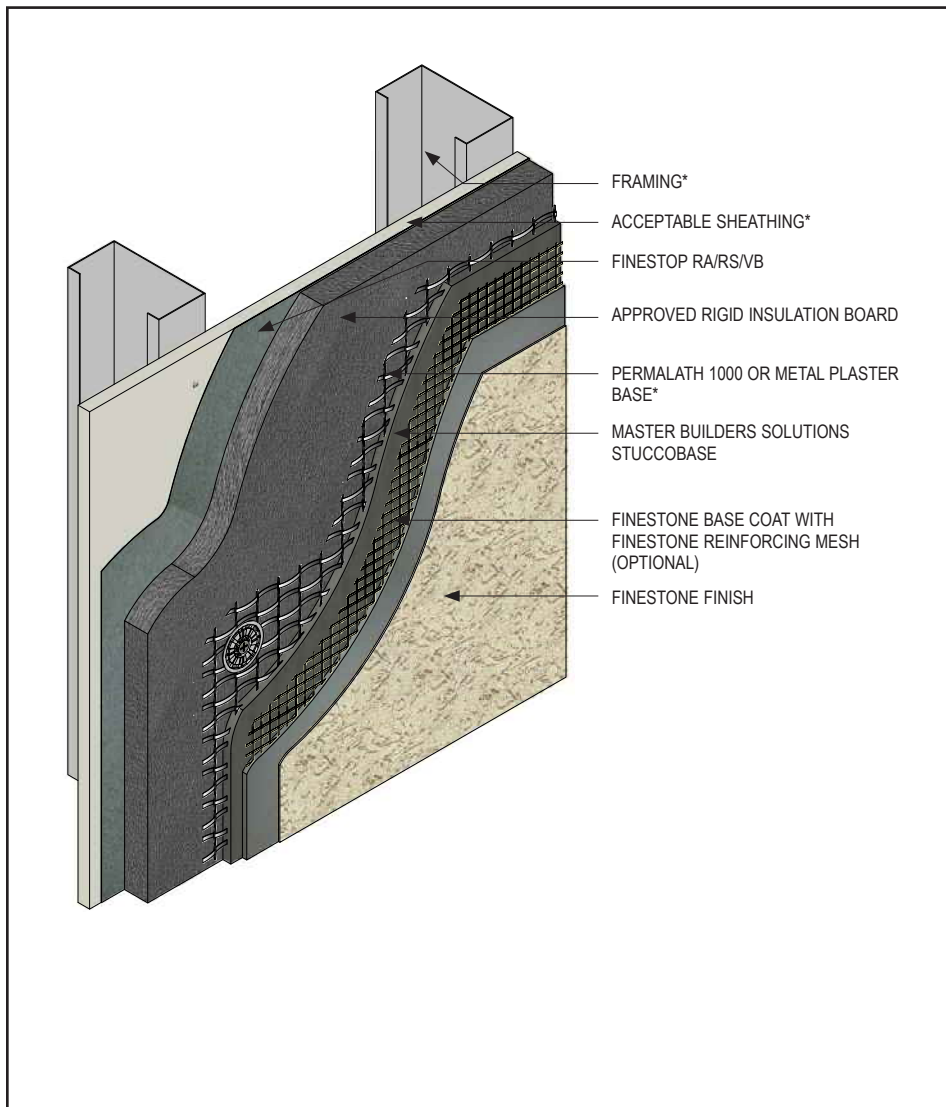 FRAMING*
ACCEPTABLE SHEATHING*
FINESTOP RA/RS/VB
APPROVED RIGID INSULATION BOARD
PERMALATH 1000 OR METAL PLASTER
BASE*
MASTER BUILDERS SOLUTIONS
STUCCOBASE
FINESTONE BASE COAT WITH
FINESTONE REINFORCING MESH
(OPTIONAL)
FINESTONE FINISH